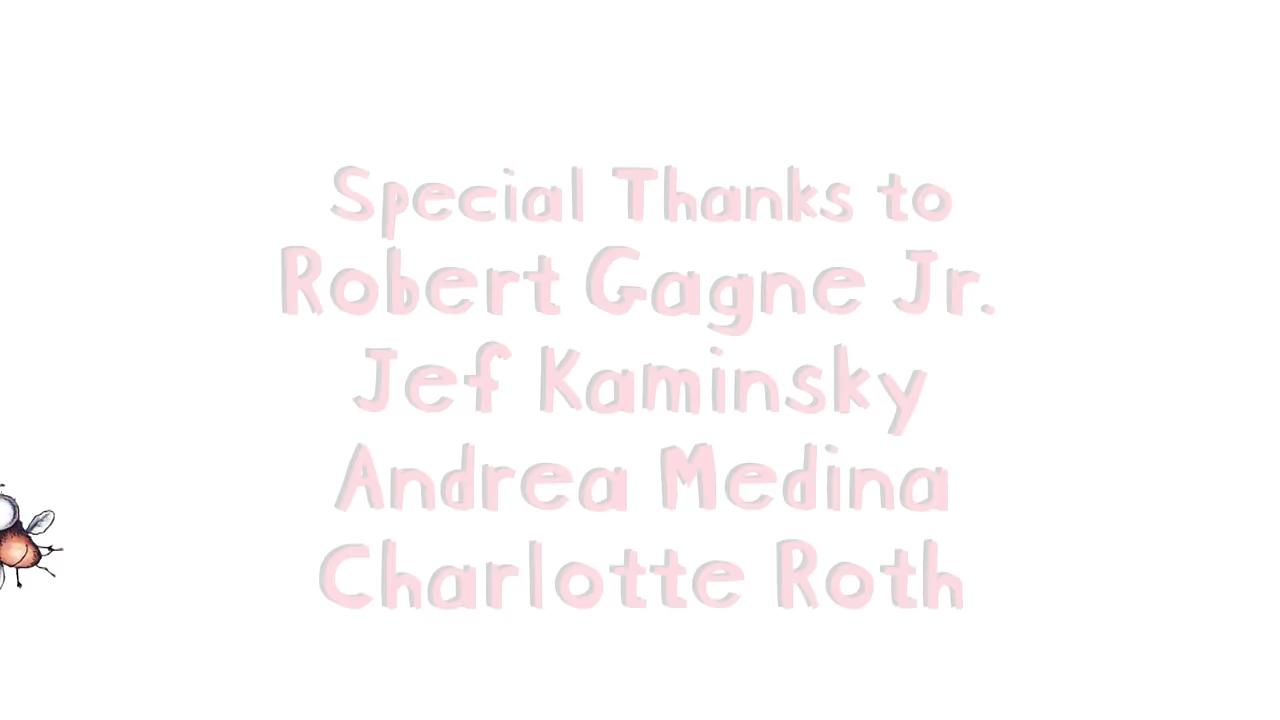 Special Thanks to
Robert Gagne Jr.
Jef Kaminsky
Andrea Medina
Charlotte Roth